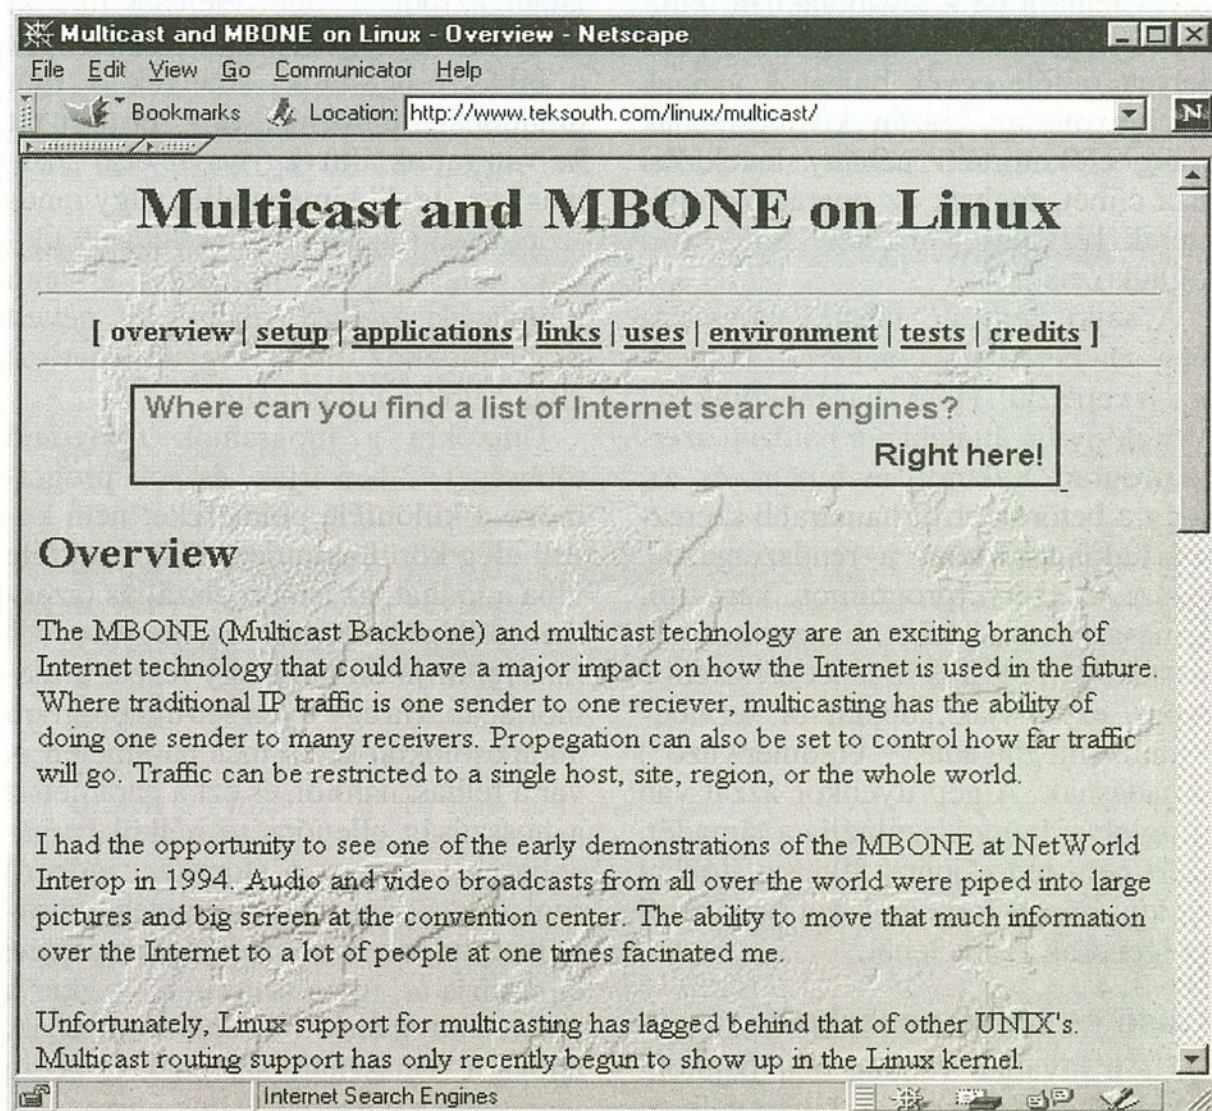 Multicast and MBONE on Linux - Overview - Netscape
File Edit View Go Communicator Help
Bookmarks Location: http://www.teksouth.com/linux/multicast/
N
Multicast and MBONE on Linux
[ overview | setup | applications | links | uses | environment | tests | credits ]
Where can you find a list of Internet search engines?
Right here!
Overview
The MBONE (Multicast Backbone) and multicast technology are an exciting branch of
Internet technology that could have a major impact on how the Internet is used in the future.
Where traditional IP traffic is one sender to one reciever, multicasting has the ability of
doing one sender to many receivers. Propegation can also be set to control how far traffic
will go. Traffic can be restricted to a single host, site, region, or the whole world.
I had the opportunity to see one of the early demonstrations of the MBONE at NetWorld
Interop in 1994. Audio and video broadcasts from all over the world were piped into large
pictures and big screen at the convention center. The ability to move that much information
over the Internet to a lot of people at one times facinated me.
Unfortunately, Linux support for multicasting has lagged behind that of other UNIX's.
Multicast routing support has only recently begun to show up in the Linux kernel.
Internet Search Engines